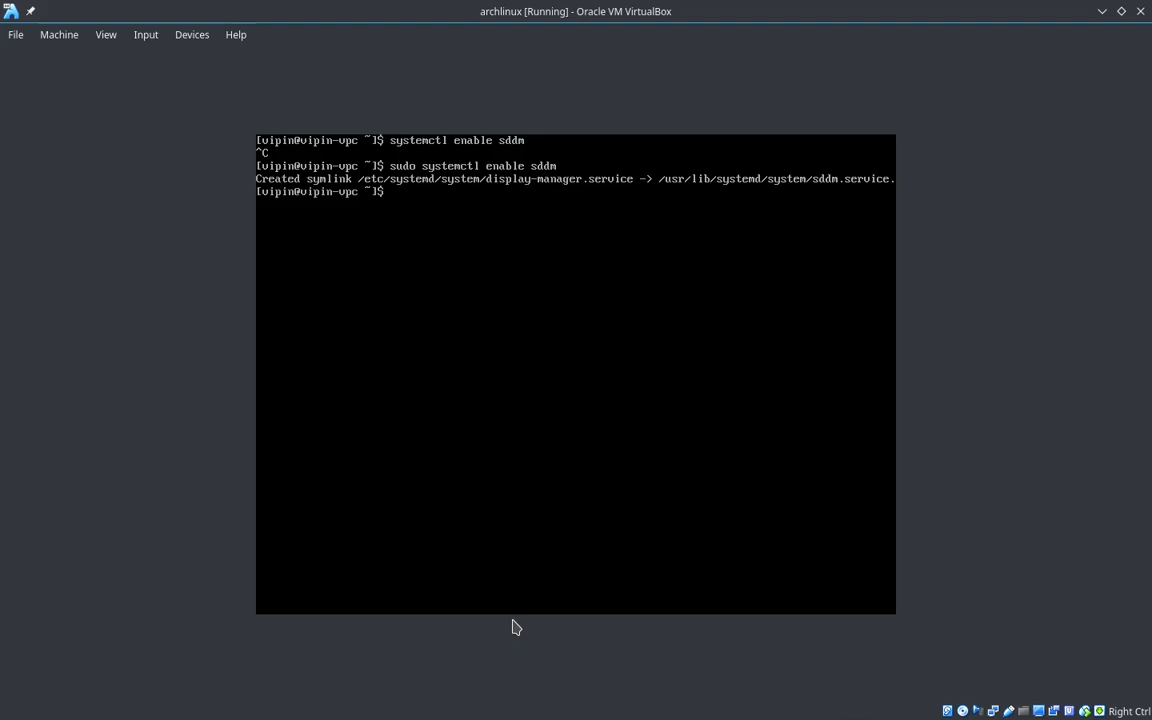 archlinux [Running] - Oracle VM VirtualBox
File Machine View Input Devices Help
[vipin@vipin-vpc ~]$ systemctl enable sddm
^C
[vipin@vipin-vpc ~]$ sudo systemctl enable sddm
Created symlink /etc/systemd/system/display-manager.service -> /usr/lib/systemd/system/sddm.service.
[vipin@vipin-vpc ~]$
Right Ctrl